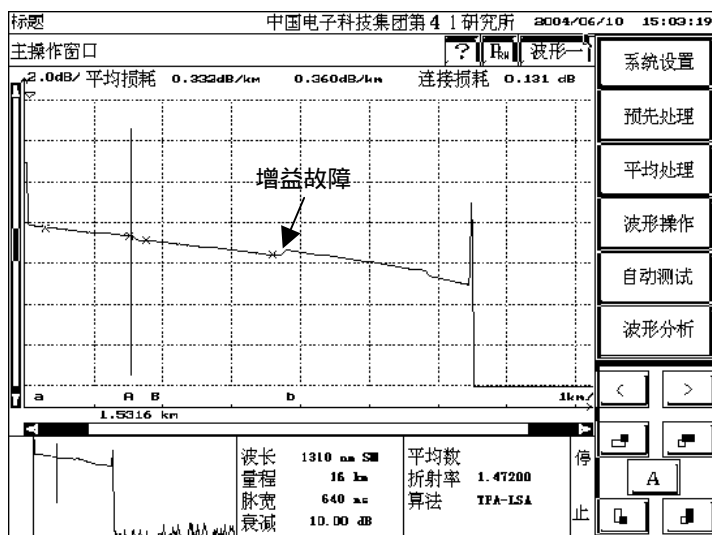 标题 中国电子科技集团第41研究所 2004/06/10 15:03:19
主操作窗口 ? 波形一
2.0dB/ 平均损耗 0.332dB/km 0.360dB/km 连接损耗 0.131 dB
系统设置
预先处理
平均处理
波形操作
自动测试
波形分析
增益故障
a A B b 1km/
1.5316 km
< >
波长 1310 nm SM
量程 16 km
脉宽 640 ns
衰减 10.00 dB
平均数
折射率 1.47200
算法 TPA-LSA
停
止
A